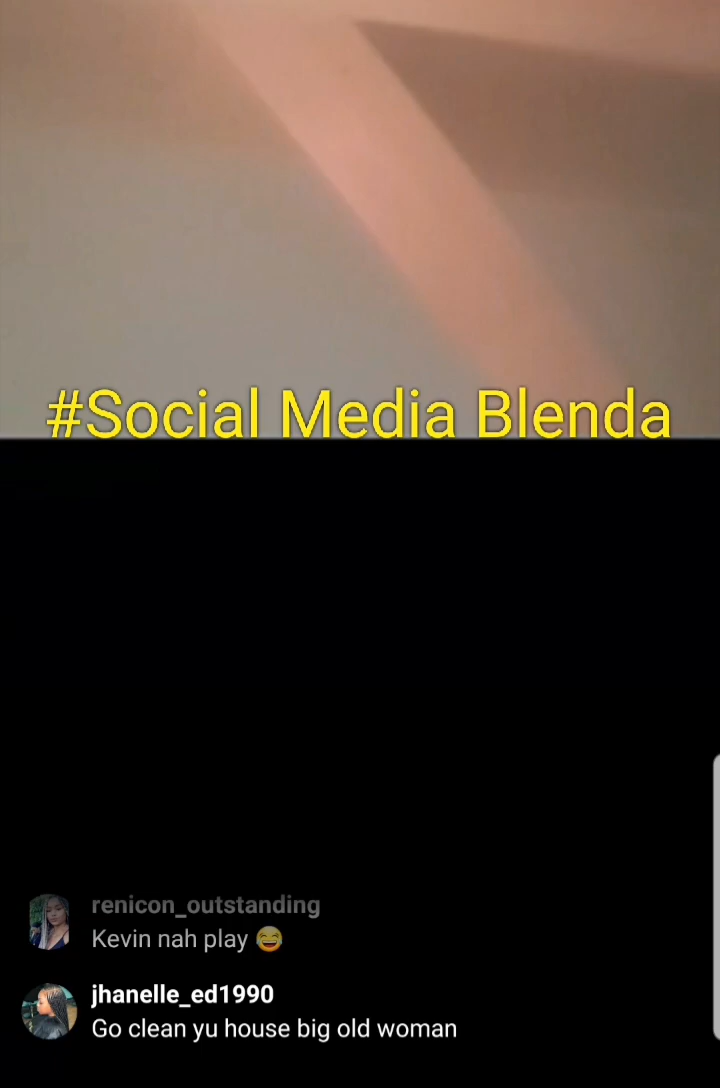 #Social Media Blenda
renicon_outstanding
Kevin nah play 😂
jhanelle_ed1990
Go clean yu house big old woman